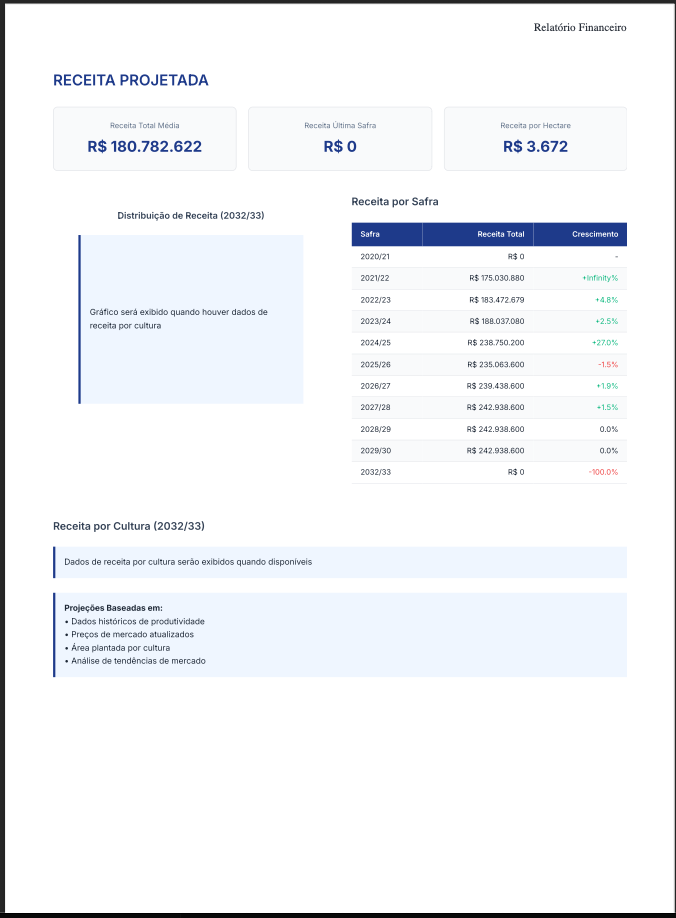 Relatório Financeiro
RECEITA PROJETADA
Receita Total Média
R$ 180.782.622
Receita Última Safra
R$ 0
Receita por Hectare
R$ 3.672
Distribuição de Receita (2032/33)
Gráfico será exibido quando houver dados de
receita por cultura
Receita por Safra
Safra Receita Total Crescimento
2020/21 R$ 0 -
2021/22 R$ 175.030.880 +Infinity%
2022/23 R$ 183.472.679 +4.8%
2023/24 R$ 188.037.080 +2.5%
2024/25 R$ 238.750.200 +27.0%
2025/26 R$ 235.063.600 -1.5%
2026/27 R$ 239.438.600 +1.9%
2027/28 R$ 242.938.600 +1.5%
2028/29 R$ 242.938.600 0.0%
2029/30 R$ 242.938.600 0.0%
2032/33 R$ 0 -100.0%
Receita por Cultura (2032/33)
Dados de receita por cultura serão exibidos quando disponíveis
Projeções Baseadas em:
• Dados históricos de produtividade
• Preços de mercado atualizados
• Área plantada por cultura
• Análise de tendências de mercado